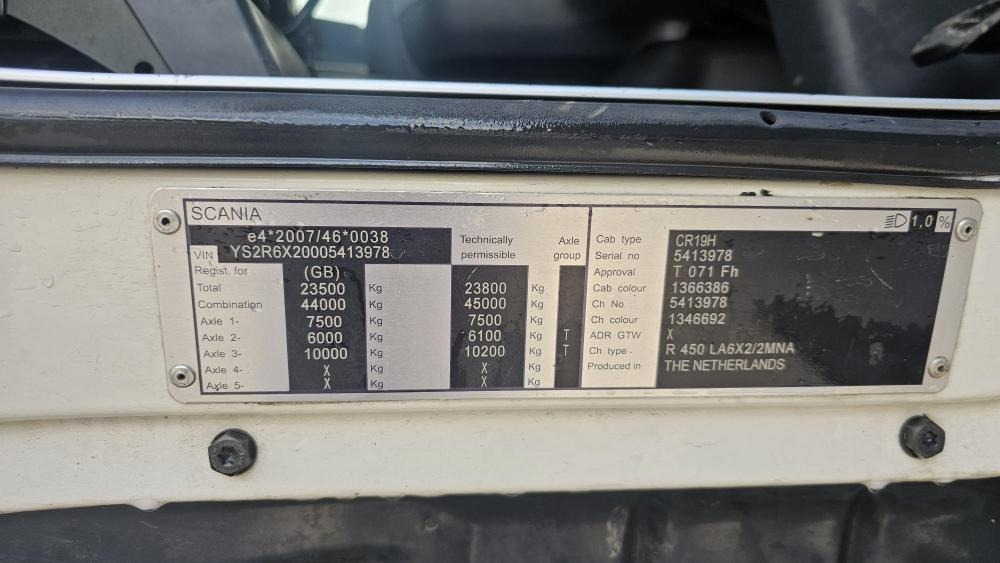 SCANIA
1,0 %
e4*2007/46*0038
VIN YS2R6X20005413978
Technically permissible
Axle group
Regist. for (GB)
Total 23500 Kg 23800 Kg
Combination 44000 Kg 45000 Kg
Axle 1- 7500 Kg 7500 Kg
Axle 2- 6000 Kg 6100 Kg T
Axle 3- 10000 Kg 10200 Kg T
Axle 4- X Kg X Kg
Axle 5- X Kg X Kg
Cab type CR19H
Serial no 5413978
Approval T 071 Fh
Cab colour 1366386
Ch No 5413978
Ch colour 1346692
ADR GTW X
Ch type - R 450 LA6X2/2MNA
Produced in THE NETHERLANDS